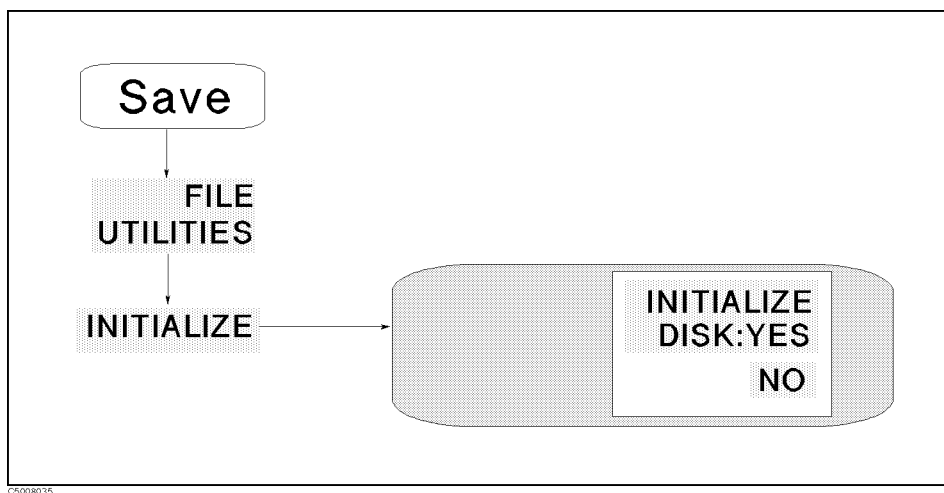 Save
FILE
UTILITIES
INITIALIZE
INITIALIZE
DISK:YES
NO
C5008035